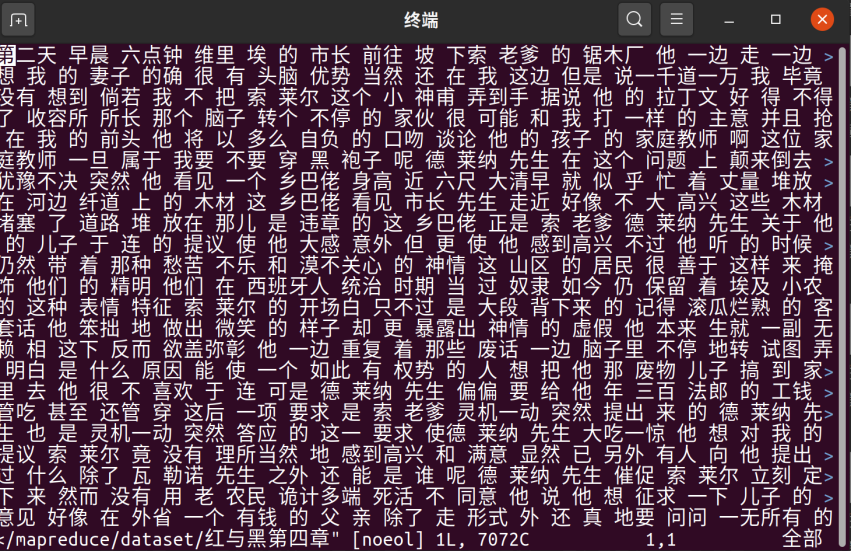 终端
第二天 早晨 六点钟 维里 埃 的 市长 前往 坡 下索 老爹 的 锯木厂 他 一边 走 一边 >
想 我 的 妻子 的确 很 有 头脑 优势 当然 还 在 我 这边 但是 说一千道一万 我 毕竟
没有 想到 倘若 我 不 把 索 莱尔 这个 小 神甫 弄到手 据说 他 的 拉丁文 好 得 不得
了 收容所 所长 那个 脑子 转个 不停 的 家伙 很 可能 和 我 打 一样 的 主意 并且 抢
在 我 的 前头 他 将 以 多么 自负 的 口吻 谈论 他 的 孩子 的 家庭教师 啊 这位 家
庭教师 一旦 属于 我要 不要 穿 黑 袍子 呢 德 莱纳 先生 在 这个 问题 上 颠来倒去 >
犹豫不决 突然 他 看见 一个 乡巴佬 身高 近 六尺 大清早 就 似 乎 忙 着 丈量 堆放 >
在 河边 纤道 上 的 木材 这 乡巴佬 看见 市长 先生 走近 好像 不 大 高兴 这些 木材
堵塞 了 道路 堆 放在 那儿 是 违章 的 这 乡巴佬 正是 索 老爹 德 莱纳 先生 关于 他
的 儿子 于 连 的 提议 使 他 大感 意外 但 更 使 他 感到高兴 不过 他 听 的 时候 >
仍然 带 着 那种 愁苦 不乐 和 漠不关心 的 神情 这 山区 的 居民 很 善于 这样 来 掩
饰 他们 的 精明 他们 在 西班牙人 统治 时期 当 过 奴隶 如今 仍 保留 着 埃及 小农
的 这种 表情 特征 索 莱尔 的 开场白 只不过 是 大段 背下来 的 记得 滚瓜烂熟 的 客
套话 他 笨拙 地 做出 微笑 的 样子 却 更 暴露出 神情 的 虚假 他 本来 生就 一副 无
赖 相 这下 反而 欲盖弥彰 他 一边 重复 着 那些 废话 一边 脑子里 不停 地转 试图 弄
明白 是 什么 原因 能 使 一个 如此 有 权势 的 人 想 把 他 那 废物 儿子 搞 到 家>
里 去 他 很 不 喜欢 于 连 可是 德 莱纳 先生 偏偏 要 给 他 年 三百 法郎 的 工钱 >
管吃 甚至 还管 穿 这后 一项 要求 是 索 老爹 灵机一动 突然 提出 来 的 德 莱纳 先
生 也 是 灵机一动 突然 答应 的 这一 要求 使德 莱纳 先生 大吃一惊 他 想 对 我 的
提议 索 莱尔 竟 没有 理所当然 地 感到高兴 和 满意 显然 已 另外 有人 向 他 提出 >
过 什么 除了 瓦 勒诺 先生 之外 还 能 是 谁 呢 德 莱纳 先生 催促 索 莱尔 立刻 定>
下 来 然而 没有 用 老 农民 诡计多端 死活 不 同意 他 说 他 想 征求 一下 儿子 的 >
意见 好像 在 外省 一个 有钱 的 父 亲 除了 走 形式 外 还 真 地要 问问 一无所有 的
</mapreduce/dataset/红与黑第四章" [noeol] 1L, 7072C 1,1 全部